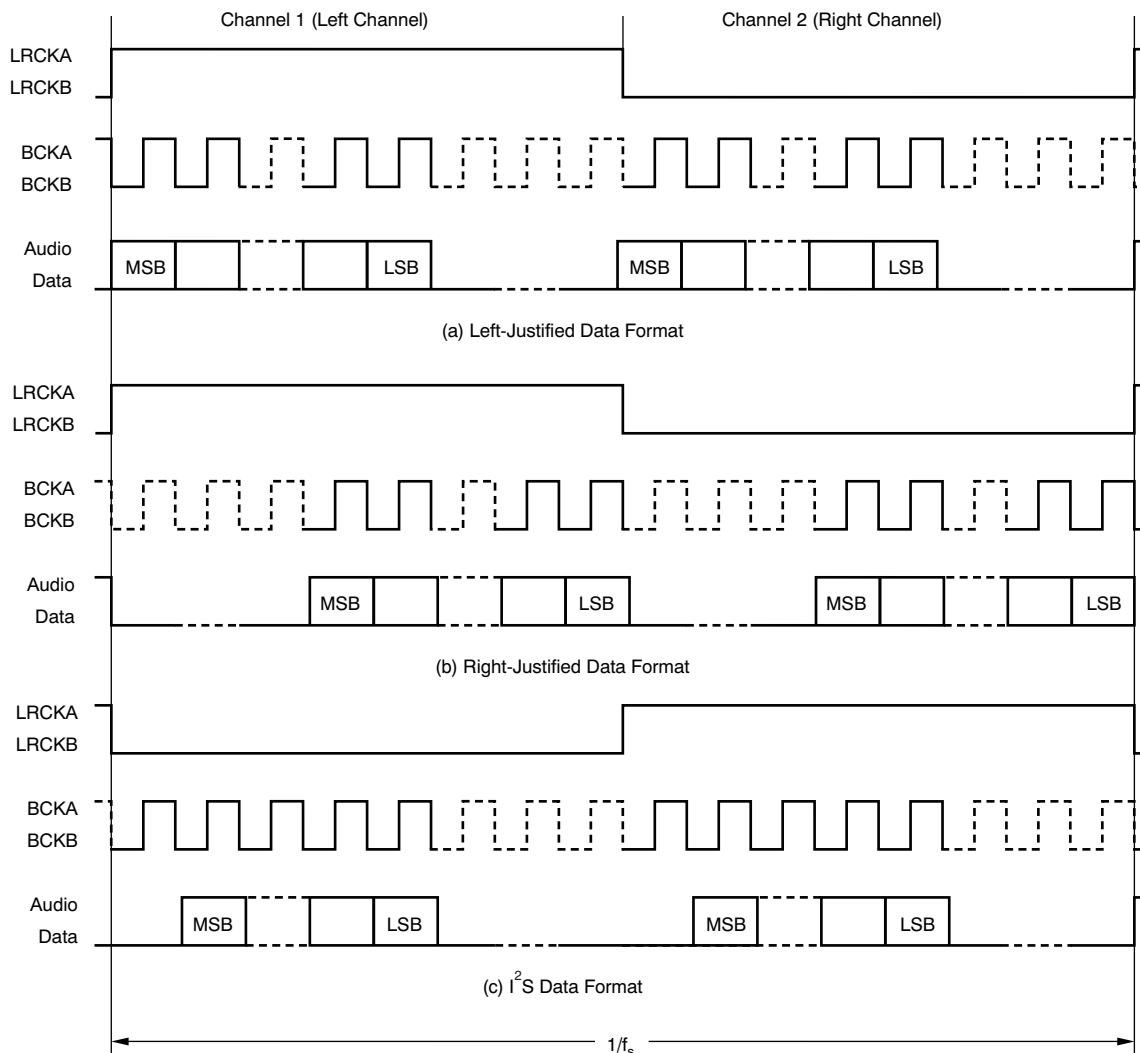 Channel 1 (Left Channel)
Channel 2 (Right Channel)
LRCKA
LRCKB
BCKA
BCKB
Audio
Data
MSB
LSB
MSB
LSB
(a) Left-Justified Data Format
LRCKA
LRCKB
BCKA
BCKB
Audio
Data
MSB
LSB
MSB
LSB
(b) Right-Justified Data Format
LRCKA
LRCKB
BCKA
BCKB
Audio
Data
MSB
LSB
MSB
LSB
(c) I²S Data Format
1/fₛ